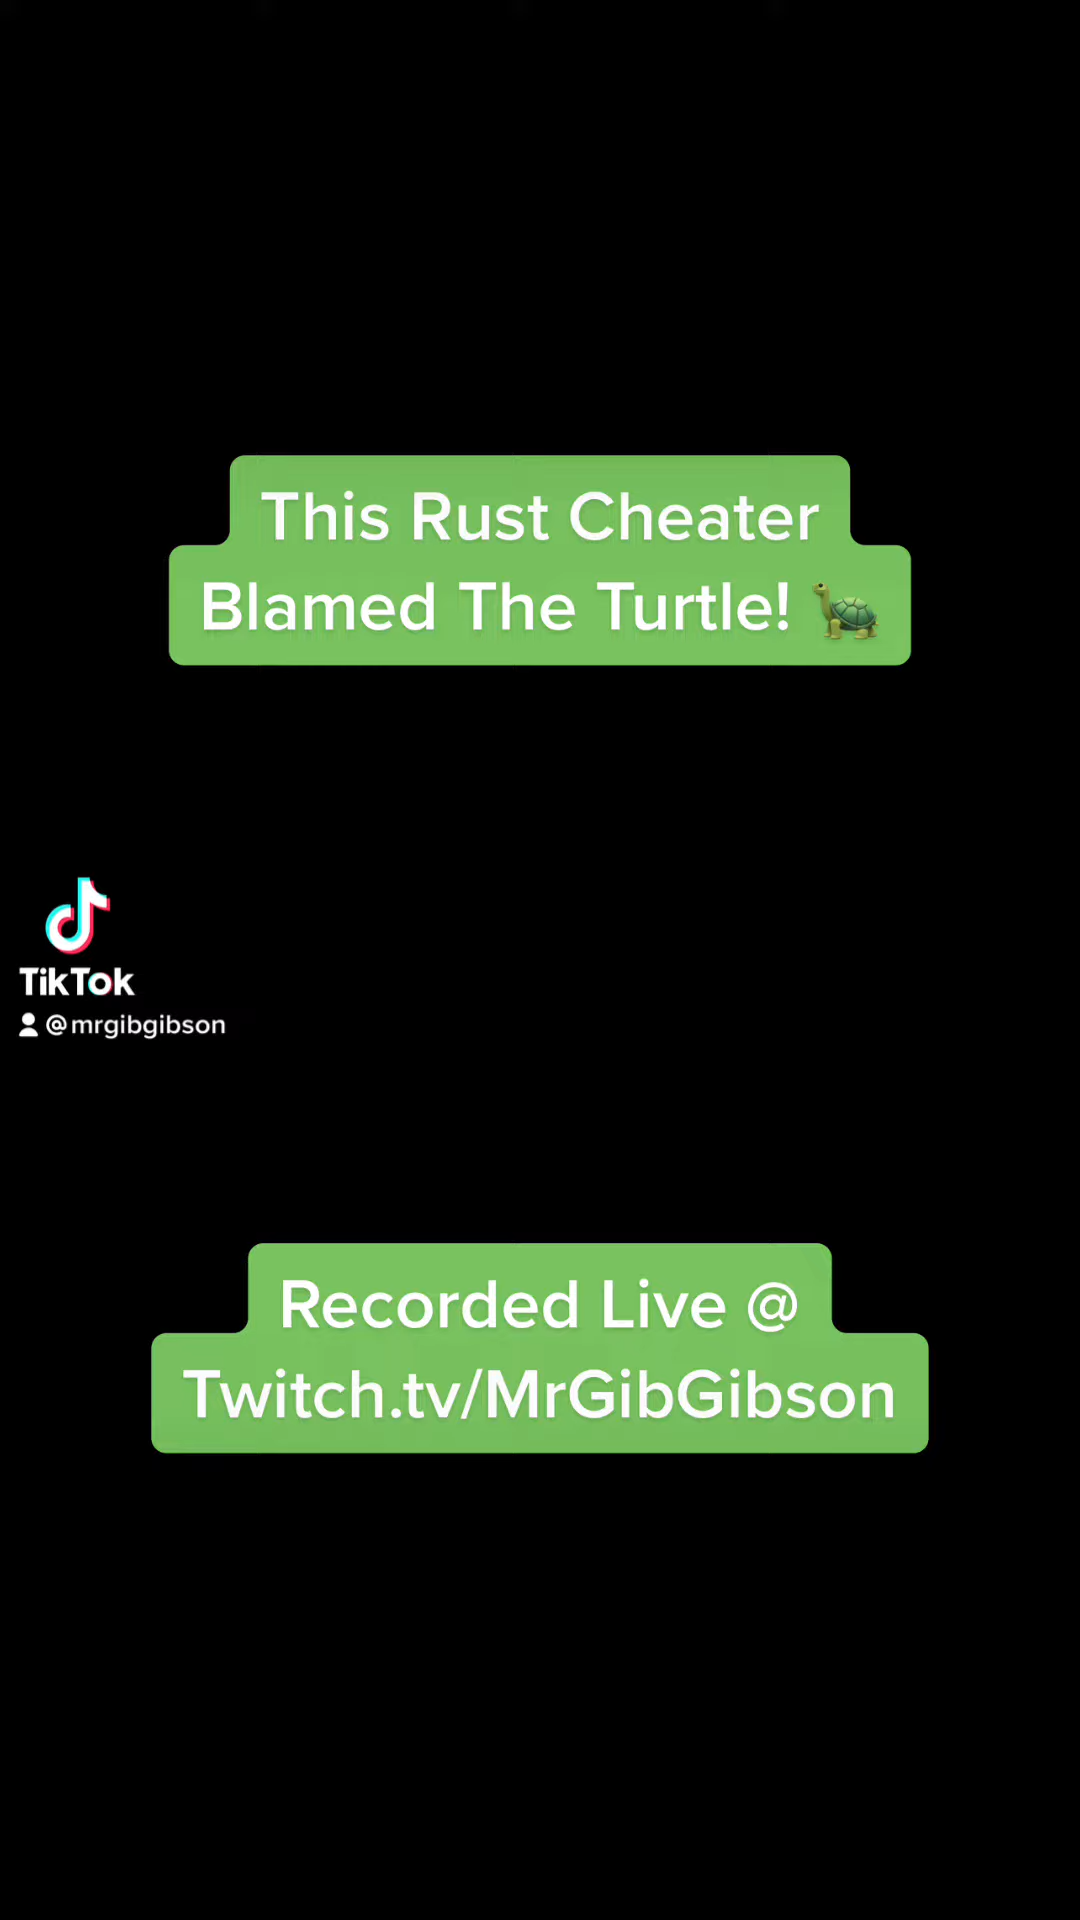 This Rust Cheater
Blamed The Turtle! 🐢
TikTok
@mrgibgibson
Recorded Live @
Twitch.tv/MrGibGibson